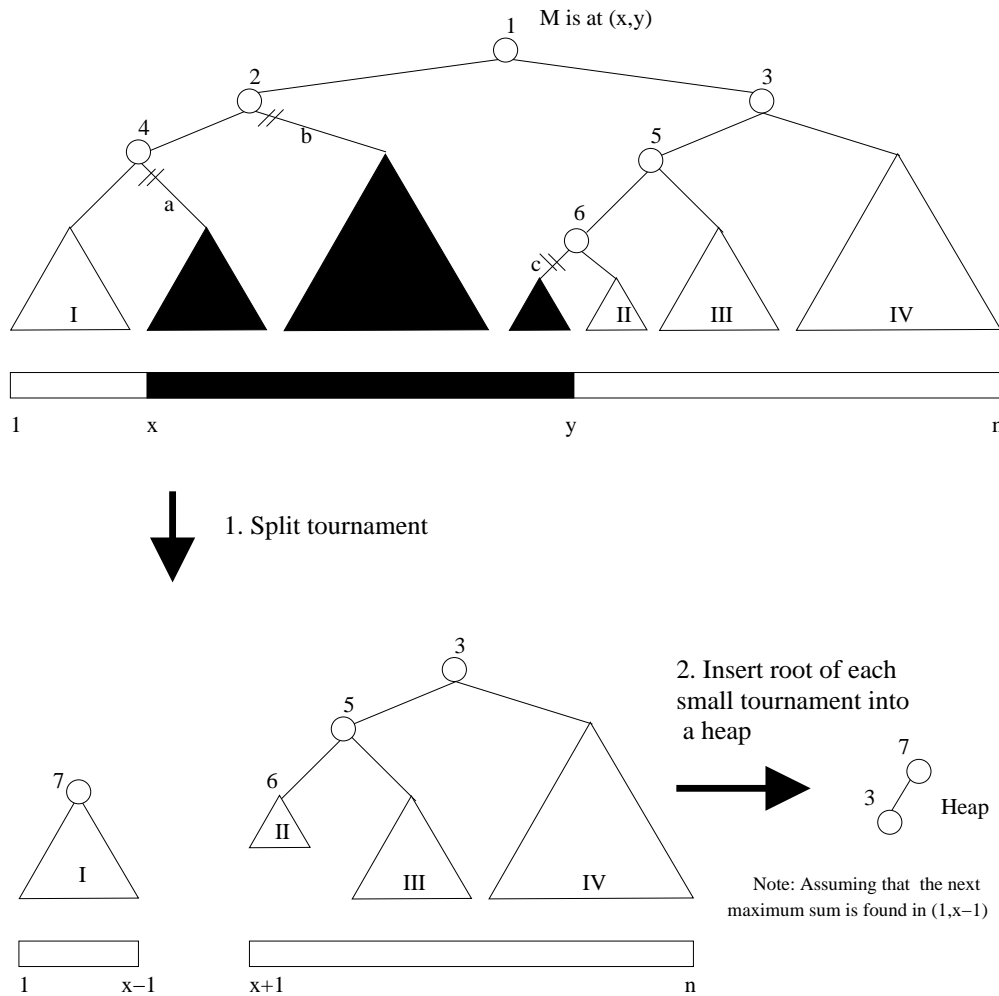 M is at (x,y)
1
2
3
4
b
5
a
6
c
I
II
III
IV
1
x
y
n
1. Split tournament
3
2. Insert root of each
small tournament into
a heap
5
7
6
7
3
Heap
II
I
III
IV
Note: Assuming that the next
maximum sum is found in (1,x−1)
1
x−1
x+1
n